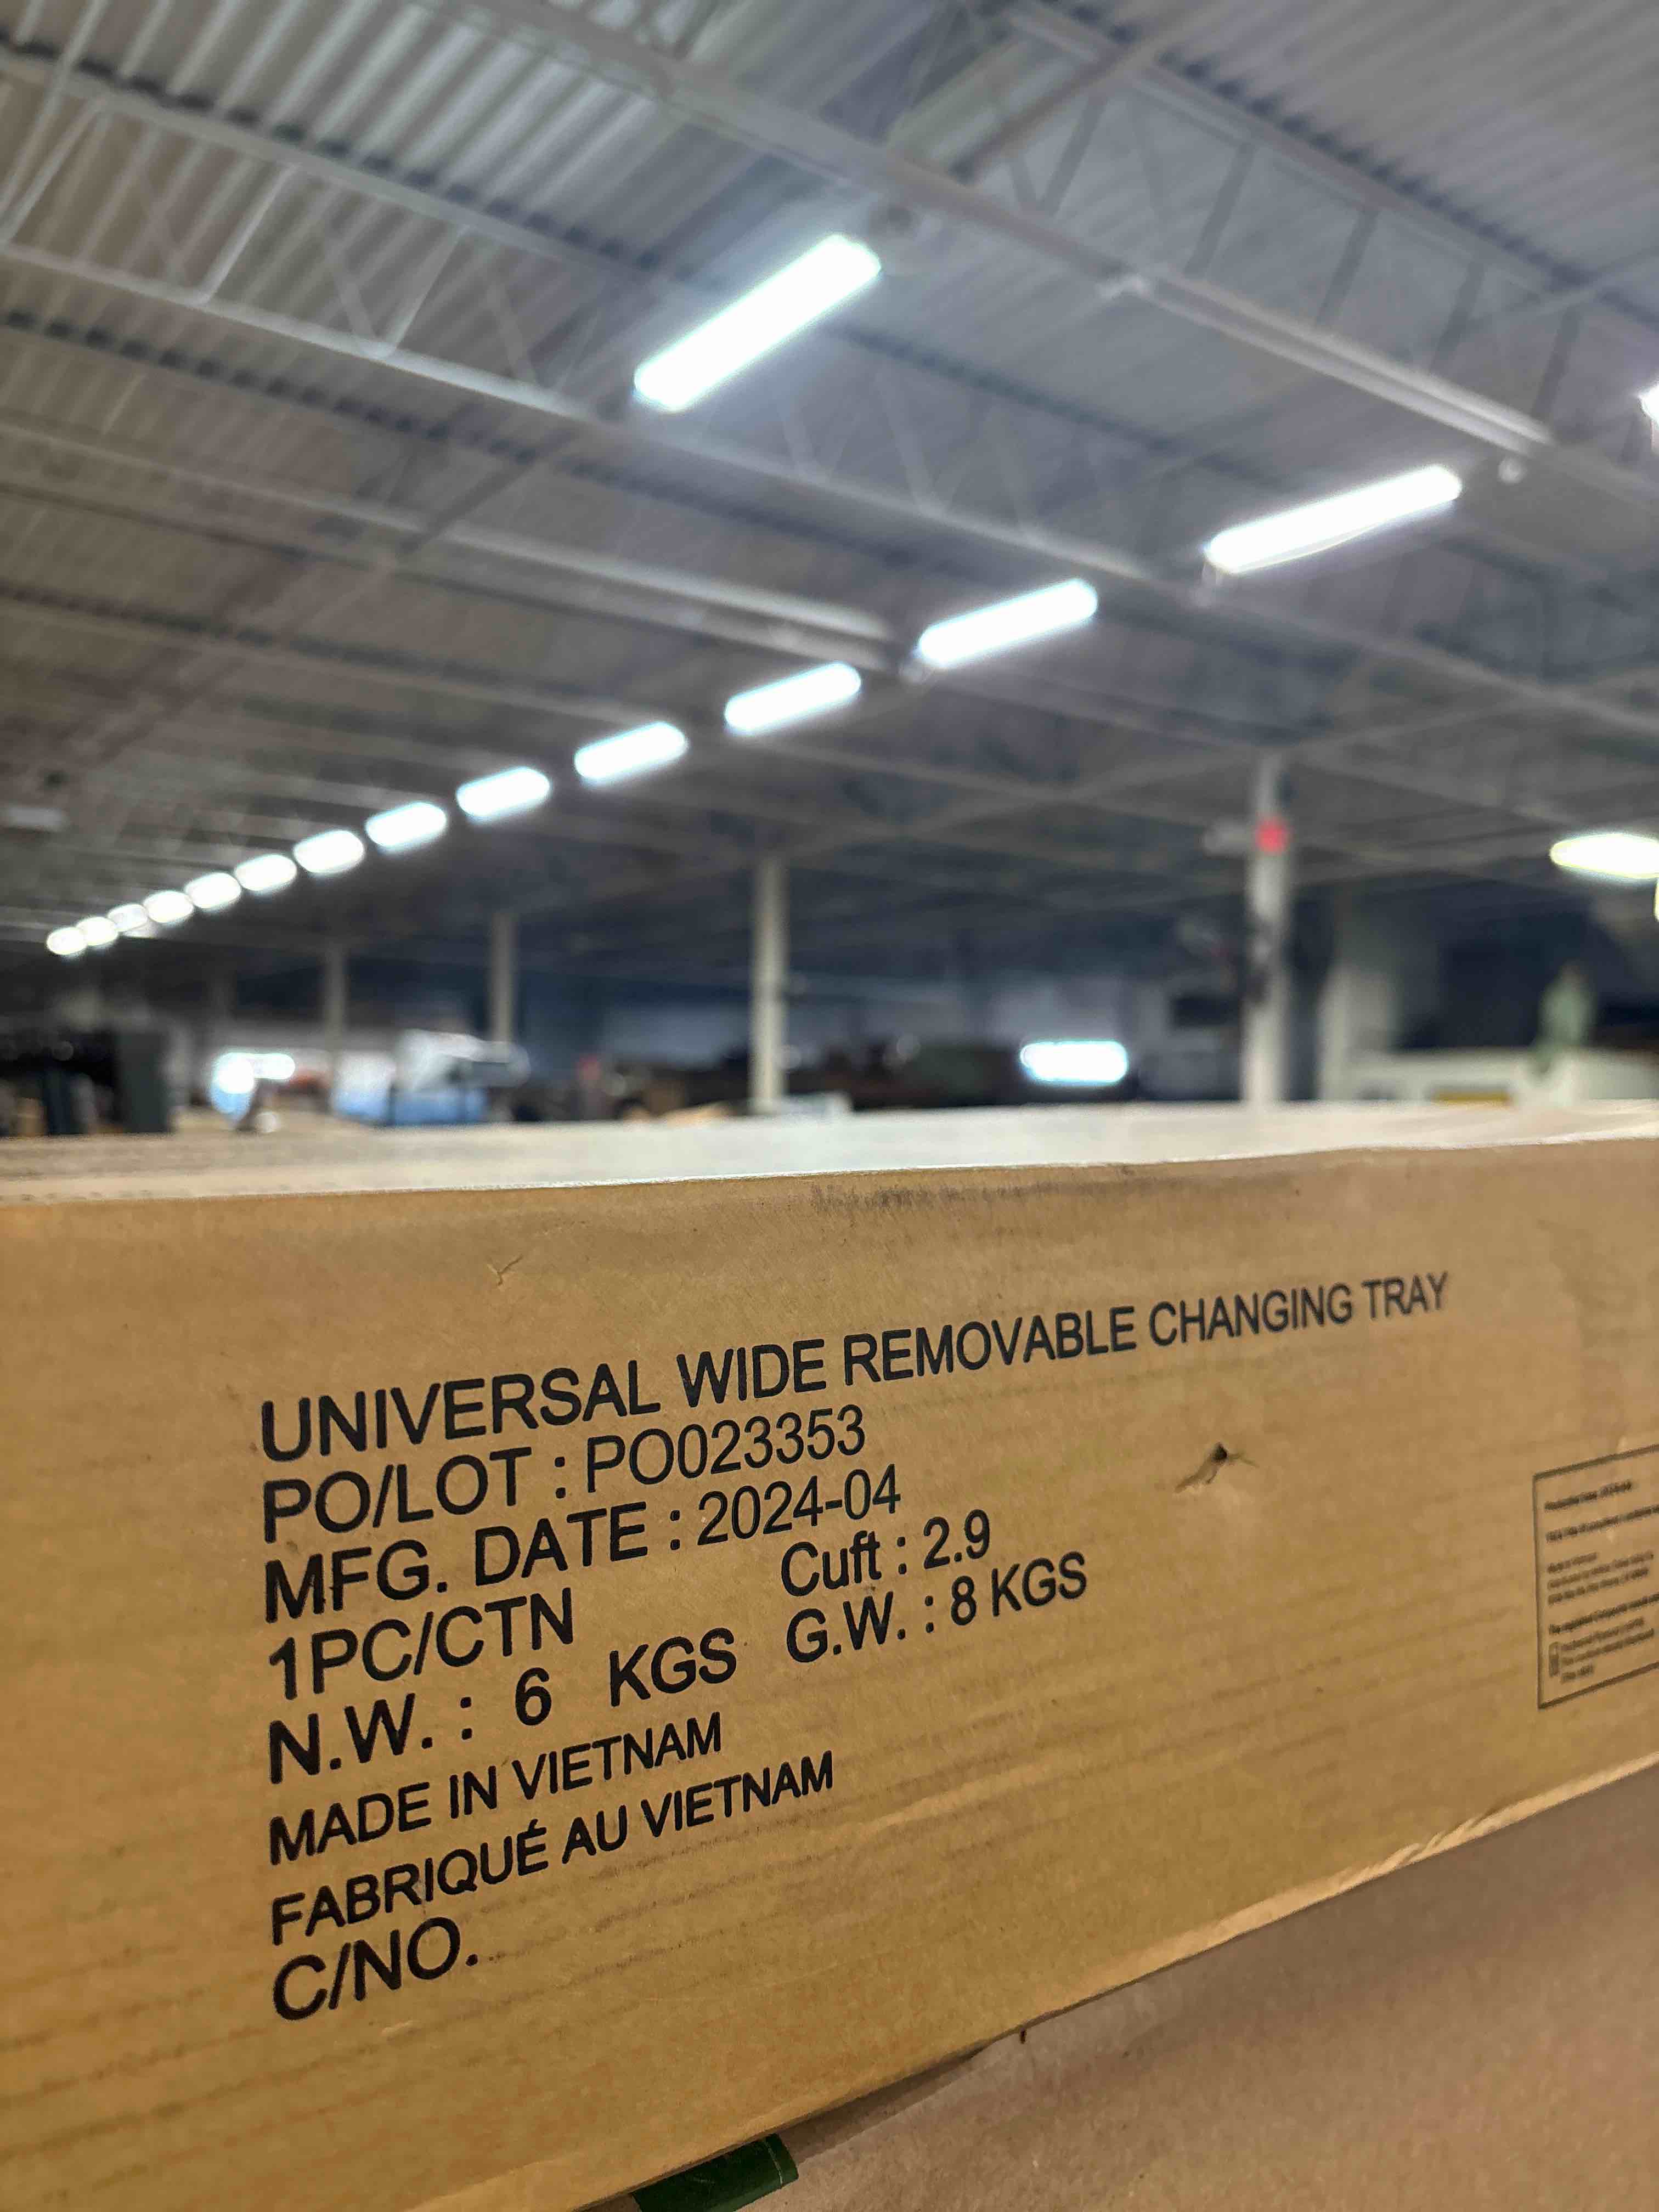 UNIVERSAL WIDE REMOVABLE CHANGING TRAY
PO/LOT : PO023353
MFG. DATE : 2024-04
1PC/CTN Cuft : 2.9
N.W. : 6 KGS G.W. : 8 KGS
MADE IN VIETNAM
FABRIQUÉ AU VIETNAM
C/NO.